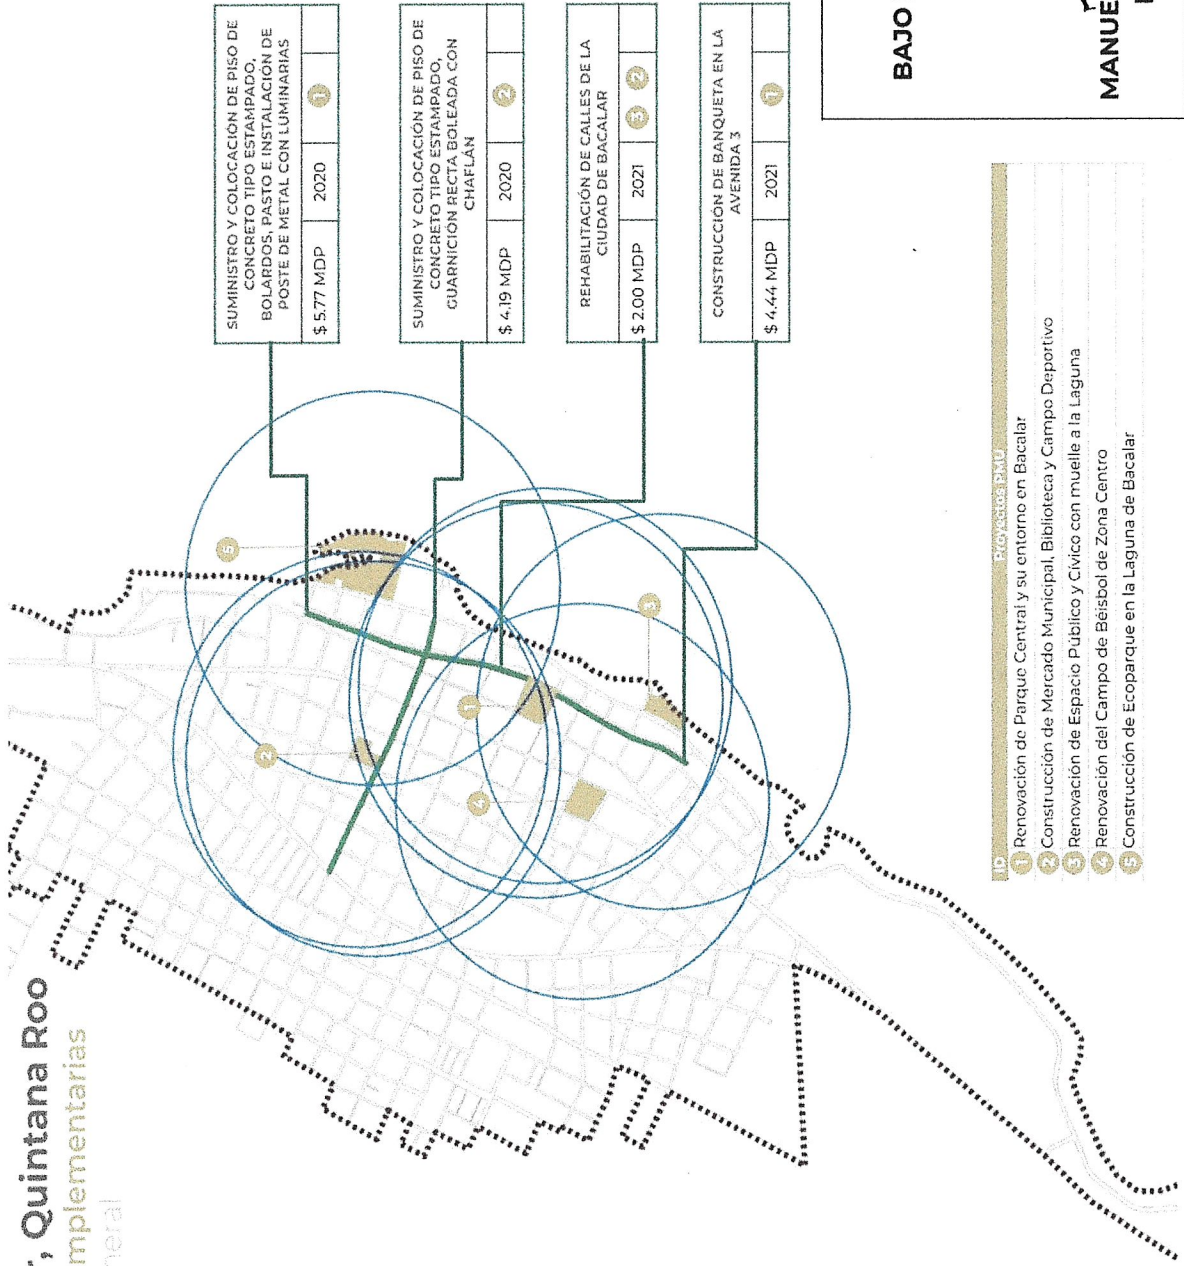 , Quintana Roo
mplementarias
neral
SUMINISTRO Y COLOCACIÓN DE PISO DE
CONCRETO TIPO ESTAMPADO,
BOLARDOS, PASTO E INSTALACIÓN DE
POSTE DE METAL CON LUMINARIAS
$ 5.77 MDP 2020 1
SUMINISTRO Y COLOCACIÓN DE PISO DE
CONCRETO TIPO ESTAMPADO,
GUARNICIÓN RECTA BOLEADA CON
CHAFLÁN
$ 4.19 MDP 2020 2
REHABILITACIÓN DE CALLES DE LA
CIUDAD DE BACALAR
$ 2.00 MDP 2021 3 2
CONSTRUCCIÓN DE BANQUETA EN LA
AVENIDA 3
$ 4.44 MDP 2021 1
5
2
1
3
4
ID Proyectos PMU
1 Renovación de Parque Central y su entorno en Bacalar
2 Construcción de Mercado Municipal, Biblioteca y Campo Deportivo
3 Renovación de Espacio Público y Cívico con muelle a la Laguna
4 Renovación del Campo de Béisbol de Zona Centro
5 Construcción de Ecoparque en la Laguna de Bacalar
BAJO
MANUE